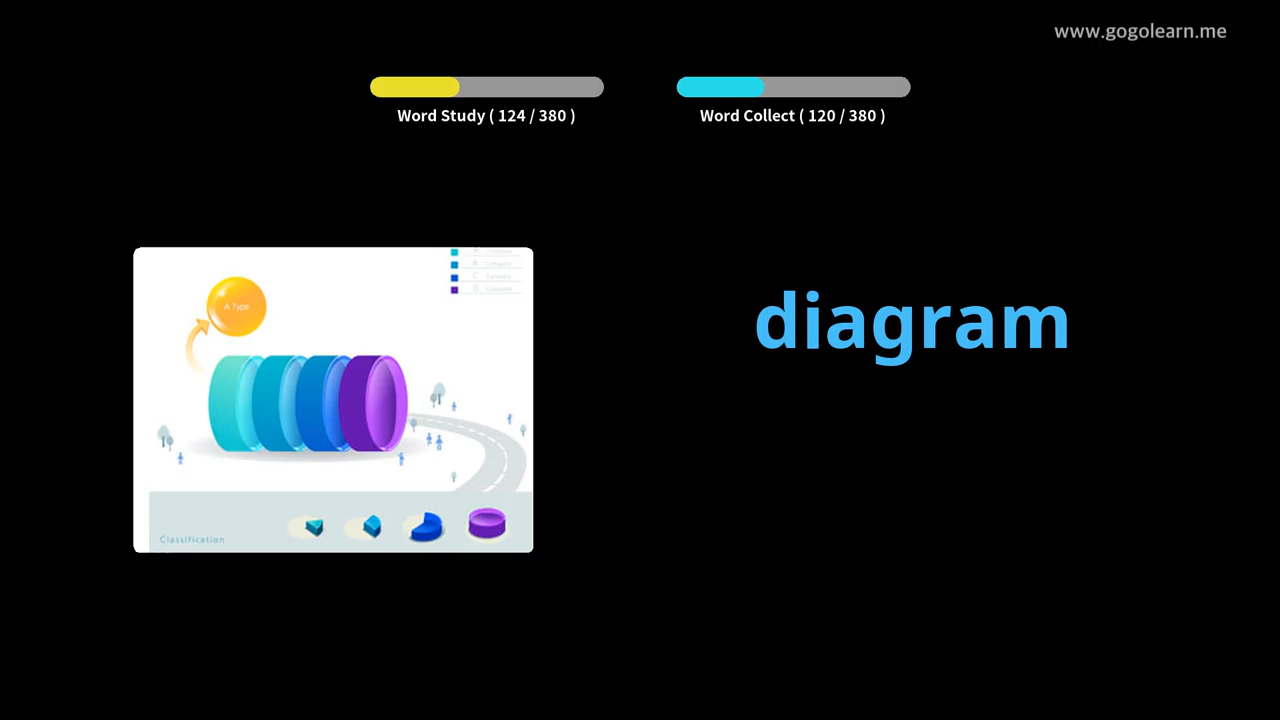 www.gogolearn.me
Word Study ( 124 / 380 )
Word Collect ( 120 / 380 )
A Type
B
C
D
diagram
Classification